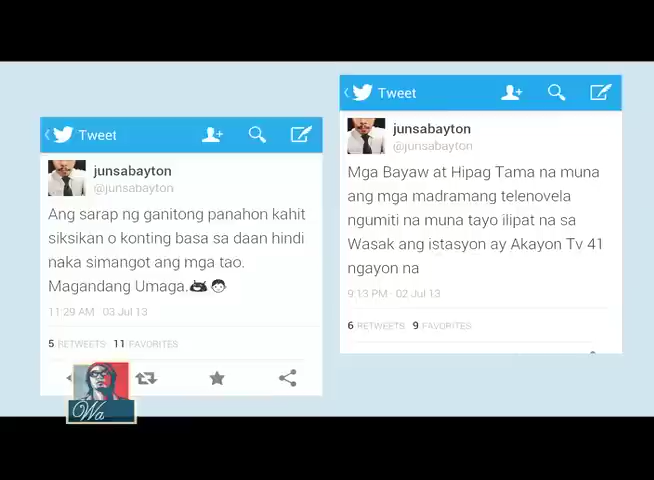 Tweet
junsabayton
@junsabayton
Ang sarap ng ganitong panahon kahit
siksikan o konting basa sa daan hindi
naka simangot ang mga tao.
Magandang Umaga.
11:29 AM 03 Jul 13
5 RETWEETS 11 FAVORITES
Wa
Tweet
junsabayton
@junsabayton
Mga Bayaw at Hipag Tama na muna
ang mga madramang telenovela
ngumiti na muna tayo ilipat na sa
Wasak ang istasyon ay Akayon Tv 41
ngayon na
9:13 PM 02 Jul 13
6 RETWEETS 9 FAVORITES